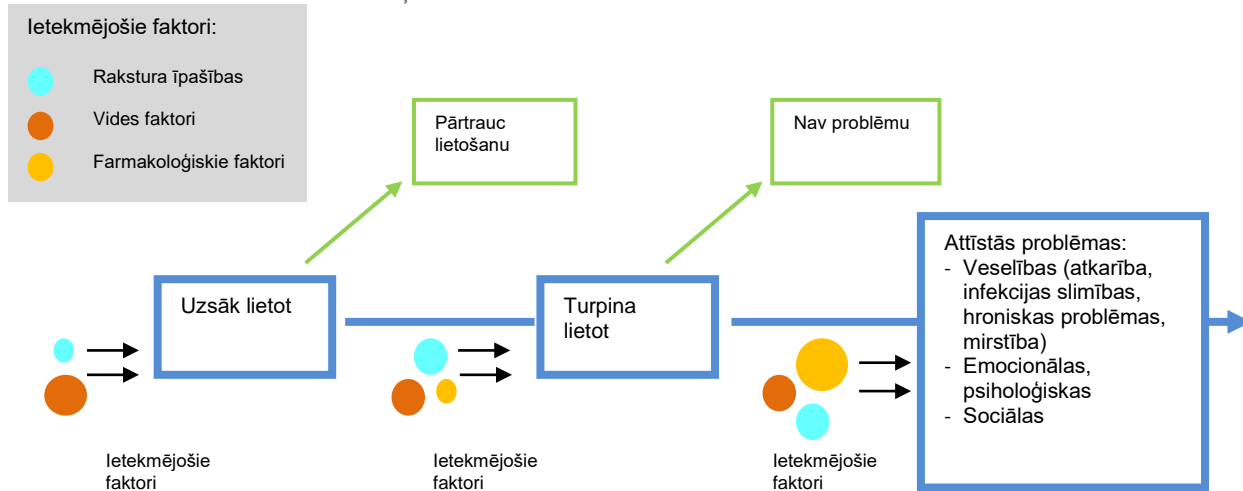 Ietekmējošie faktori:
Rakstura īpašības
Vides faktori
Farmakoloģiskie faktori
Pārtrauc
lietošanu
Nav problēmu
Uzsāk lietot
Turpina
lietot
Attīstās problēmas:
- Veselības (atkarība,
infekcijas slimības,
hroniskas problēmas,
mirstība)
- Emocionālas,
psiholoģiskas
- Sociālas
Ietekmējošie
faktori
Ietekmējošie
faktori
Ietekmējošie
faktori